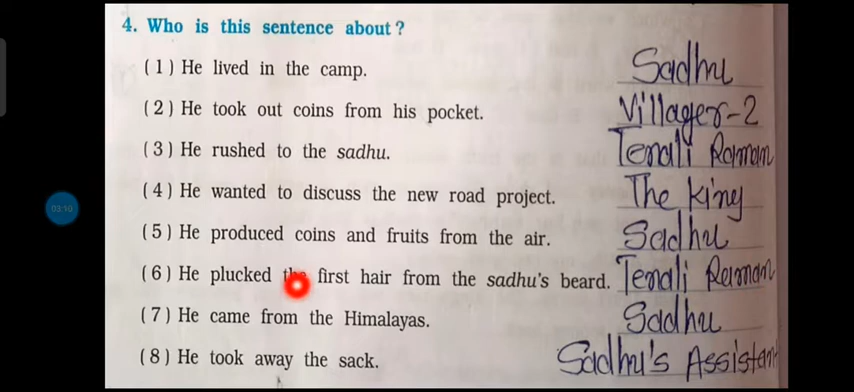 4. Who is this sentence about?
(1) He lived in the camp. Sadhu
(2) He took out coins from his pocket. Villager-2
(3) He rushed to the sadhu. Tenali Raman
(4) He wanted to discuss the new road project. The king
(5) He produced coins and fruits from the air. Sadhu
(6) He plucked the first hair from the sadhu's beard. Tenali Raman
(7) He came from the Himalayas. Sadhu
(8) He took away the sack. Sadhu's Assistant
03:10